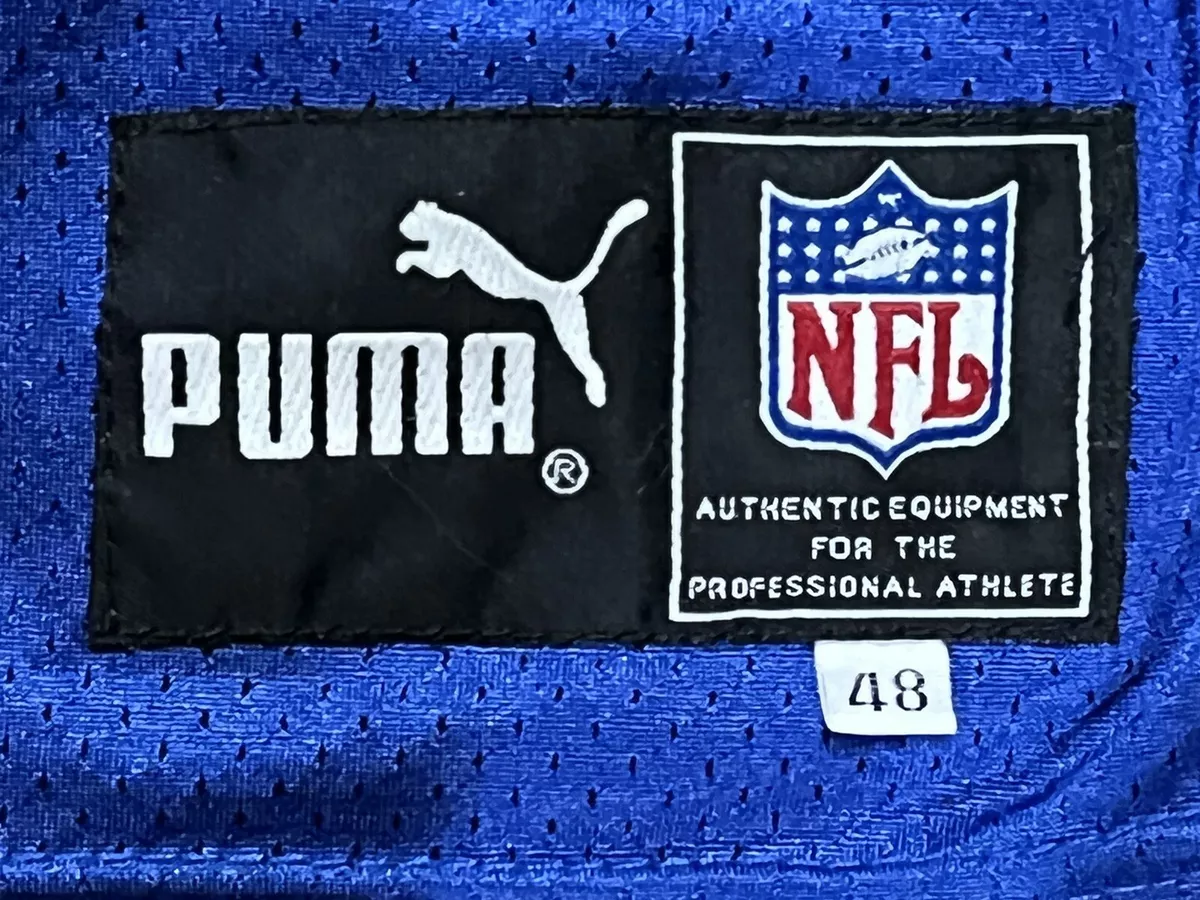 PUMA
®
NFL
AUTHENTIC EQUIPMENT
FOR THE
PROFESSIONAL ATHLETE
48